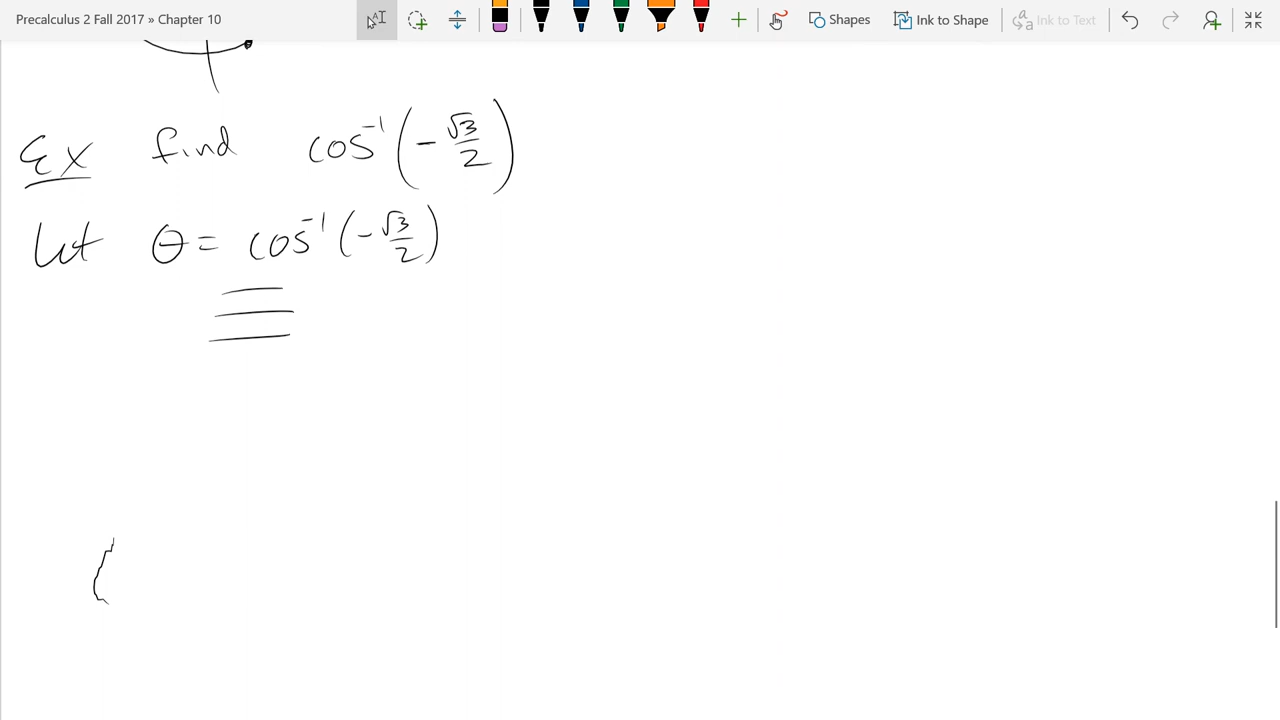 Precalculus 2 Fall 2017 » Chapter 10
Shapes
Ink to Shape
Ink to Text
Ex find cos⁻¹(-√3/2)
Let θ = cos⁻¹(-√3/2)
(